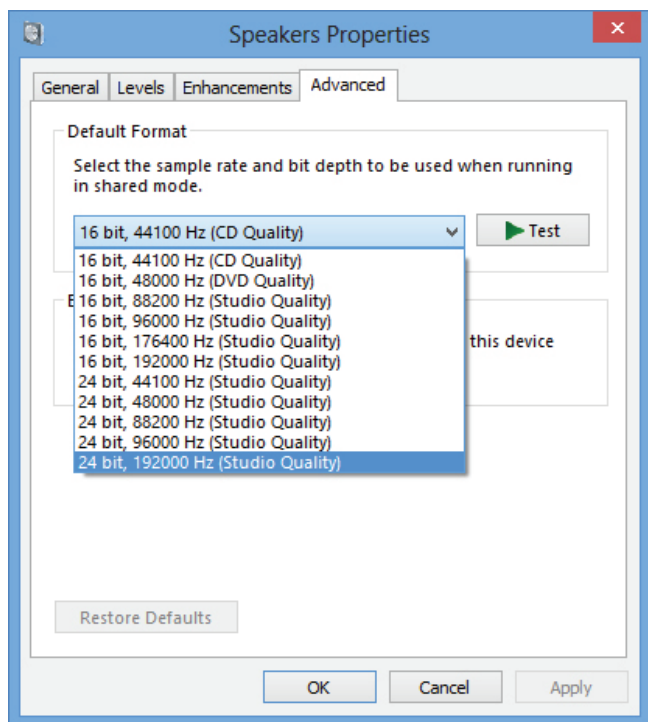 Speakers Properties
General Levels Enhancements Advanced
Default Format
Select the sample rate and bit depth to be used when running
in shared mode.
16 bit, 44100 Hz (CD Quality)
Test
16 bit, 44100 Hz (CD Quality)
16 bit, 48000 Hz (DVD Quality)
E
16 bit, 88200 Hz (Studio Quality)
16 bit, 96000 Hz (Studio Quality)
16 bit, 176400 Hz (Studio Quality)
this device
16 bit, 192000 Hz (Studio Quality)
24 bit, 44100 Hz (Studio Quality)
24 bit, 48000 Hz (Studio Quality)
24 bit, 88200 Hz (Studio Quality)
24 bit, 96000 Hz (Studio Quality)
24 bit, 192000 Hz (Studio Quality)
Restore Defaults
OK Cancel Apply